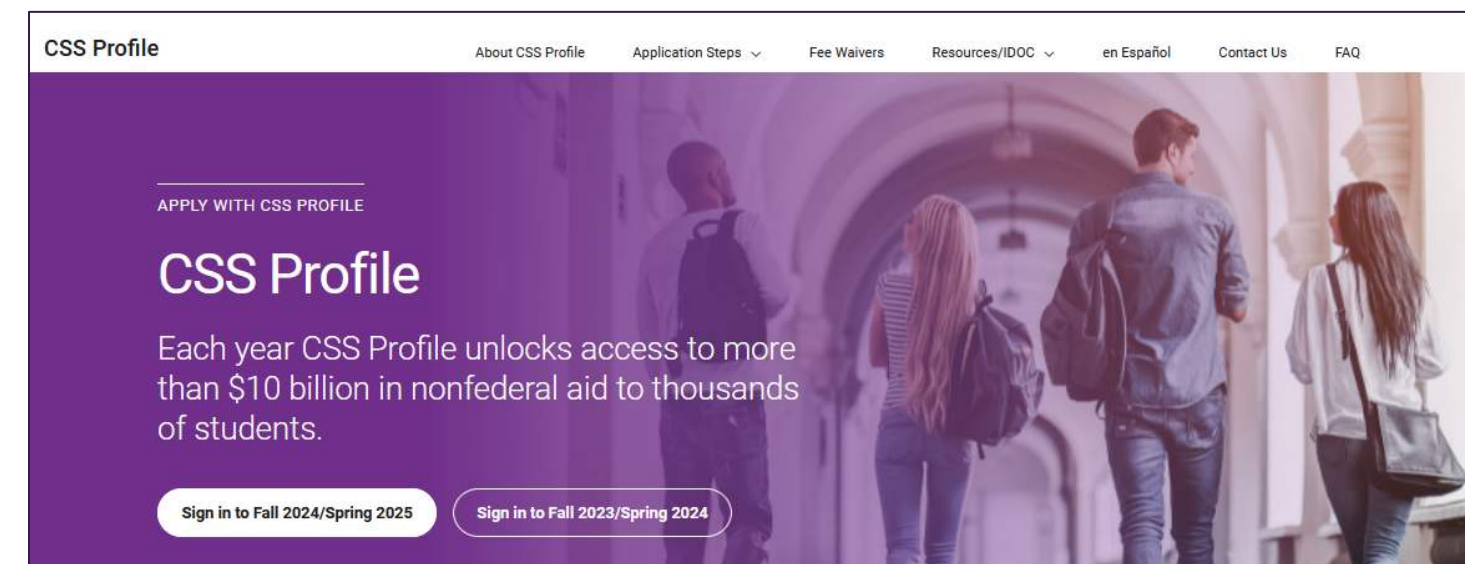 CSS Profile
About CSS Profile Application Steps Fee Waivers Resources/IDOC en Español Contact Us FAQ
APPLY WITH CSS PROFILE
CSS Profile
Each year CSS Profile unlocks access to more
than $10 billion in nonfederal aid to thousands
of students.
Sign in to Fall 2024/Spring 2025 Sign in to Fall 2023/Spring 2024